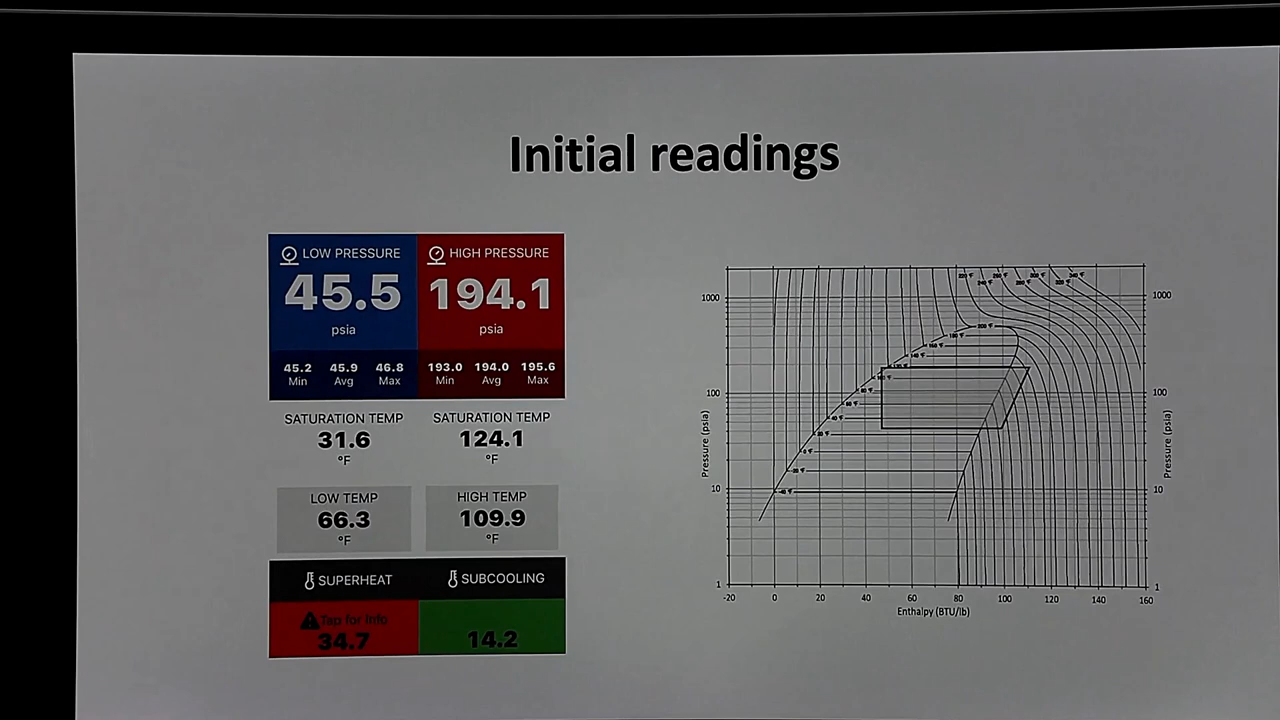 Initial readings
LOW PRESSURE
45.5
psia
45.2 45.9 46.8
Min Avg Max
HIGH PRESSURE
194.1
psia
193.0 194.0 195.6
Min Avg Max
SATURATION TEMP
31.6
°F
SATURATION TEMP
124.1
°F
LOW TEMP
66.3
°F
HIGH TEMP
109.9
°F
SUPERHEAT
Tap for info
34.7
SUBCOOLING
14.2
1000
100
10
1
Pressure (psia)
-20 0 20 40 60 80 100 120 140 160
Enthalpy (BTU/lb)
1000
100
10
1
Pressure (psia)